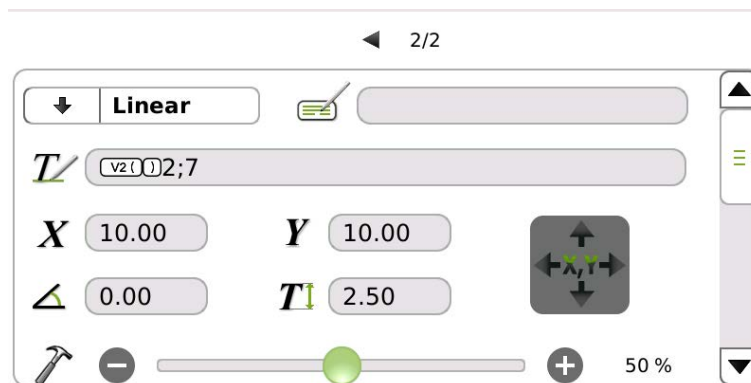 2/2
Linear
T V2 ( ) 2;7
X 10.00 Y 10.00 X,Y
0.00 T 2.50
50 %